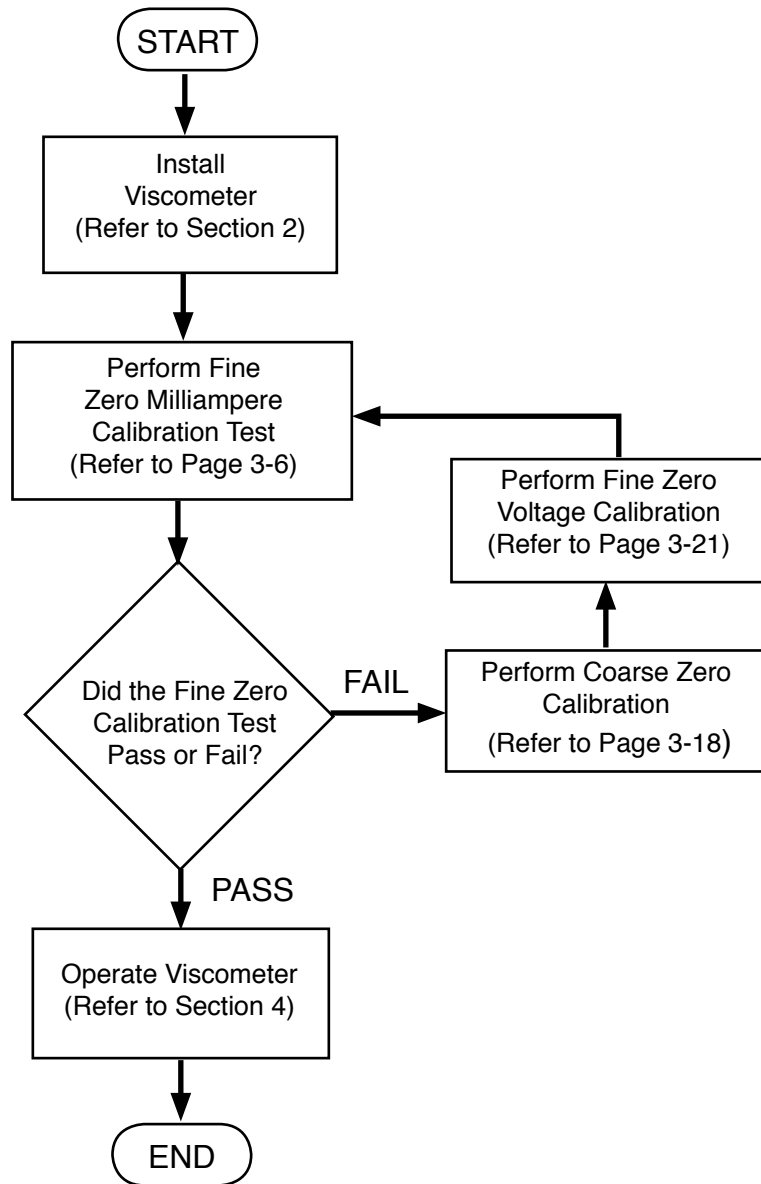 START
Install
Viscometer
(Refer to Section 2)
Perform Fine
Zero Milliampere
Calibration Test
(Refer to Page 3-6)
Perform Fine Zero
Voltage Calibration
(Refer to Page 3-21)
Did the Fine Zero
Calibration Test
Pass or Fail?
FAIL
Perform Coarse Zero
Calibration
(Refer to Page 3-18)
PASS
Operate Viscometer
(Refer to Section 4)
END